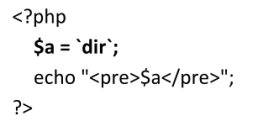 <?php
$a = `dir`;
echo "<pre>$a</pre>";
?>